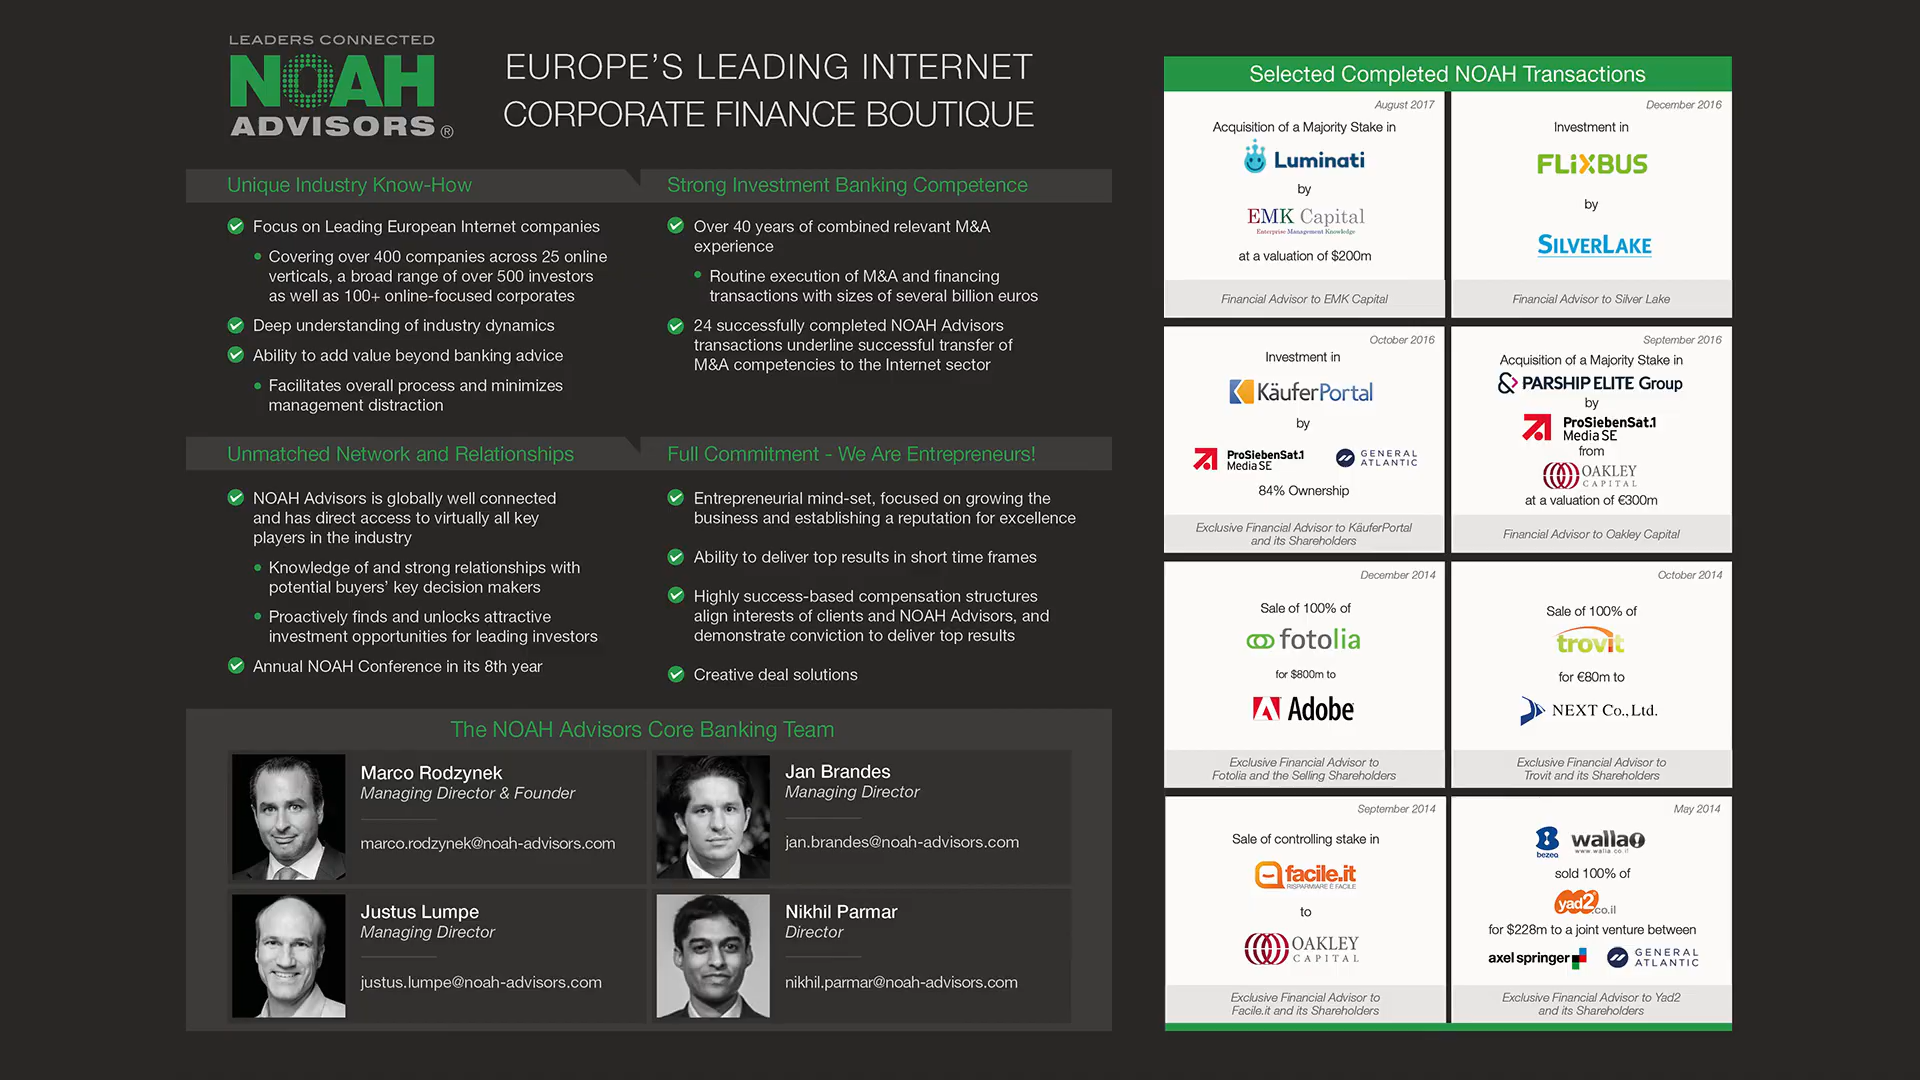 LEADERS CONNECTED
NOAH
ADVISORS ®
EUROPE'S LEADING INTERNET
CORPORATE FINANCE BOUTIQUE
Unique Industry Know-How
Focus on Leading European Internet companies
Covering over 400 companies across 25 online
verticals, a broad range of over 500 investors
as well as 100+ online-focused corporates
Deep understanding of industry dynamics
Ability to add value beyond banking advice
Facilitates overall process and minimizes
management distraction
Strong Investment Banking Competence
Over 40 years of combined relevant M&A
experience
Routine execution of M&A and financing
transactions with sizes of several billion euros
24 successfully completed NOAH Advisors
transactions underline successful transfer of
M&A competencies to the Internet sector
Unmatched Network and Relationships
NOAH Advisors is globally well connected
and has direct access to virtually all key
players in the industry
Knowledge of and strong relationships with
potential buyers' key decision makers
Proactively finds and unlocks attractive
investment opportunities for leading investors
Annual NOAH Conference in its 8th year
Full Commitment - We Are Entrepreneurs!
Entrepreneurial mind-set, focused on growing the
business and establishing a reputation for excellence
Ability to deliver top results in short time frames
Highly success-based compensation structures
align interests of clients and NOAH Advisors, and
demonstrate conviction to deliver top results
Creative deal solutions
The NOAH Advisors Core Banking Team
Marco Rodzynek
Managing Director & Founder
marco.rodzynek@noah-advisors.com
Jan Brandes
Managing Director
jan.brandes@noah-advisors.com
Justus Lumpe
Managing Director
justus.lumpe@noah-advisors.com
Nikhil Parmar
Director
nikhil.parmar@noah-advisors.com
Selected Completed NOAH Transactions
August 2017
Acquisition of a Majority Stake in
Luminati
by
EMK Capital
Enterprise Management Knowledge
at a valuation of $200m
Financial Advisor to EMK Capital
December 2016
Investment in
FLiXBUS
by
SILVERLAKE
Financial Advisor to Silver Lake
October 2016
Investment in
KäuferPortal
by
ProSiebenSat.1
Media SE
GENERAL
ATLANTIC
84% Ownership
Exclusive Financial Advisor to KäuferPortal
and its Shareholders
September 2016
Acquisition of a Majority Stake in
PARSHIP ELITE Group
by
ProSiebenSat.1
Media SE
from
OAKLEY
CAPITAL
at a valuation of €300m
Financial Advisor to Oakley Capital
December 2014
Sale of 100% of
fotolia
for $800m to
Adobe
Exclusive Financial Advisor to
Fotolia and the Selling Shareholders
October 2014
Sale of 100% of
trovit
for €80m to
NEXT Co., Ltd.
Exclusive Financial Advisor to
Trovit and its Shareholders
September 2014
Sale of controlling stake in
facile.it
RISPARMIARE È FACILE
to
OAKLEY
CAPITAL
Exclusive Financial Advisor to
Facile.it and its Shareholders
May 2014
bezeq
walla!
www.walla.co.il
sold 100% of
yad2.co.il
for $228m to a joint venture between
axel springer
GENERAL
ATLANTIC
Exclusive Financial Advisor to Yad2
and its Shareholders